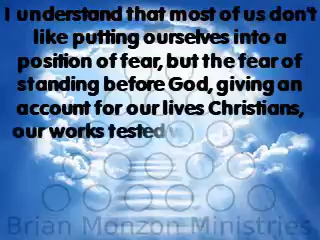 I understand that most of us don't
like putting ourselves into a
position of fear, but the fear of
standing before God, giving an
account for our lives Christians,
our works tested
Brian Monzon Ministries